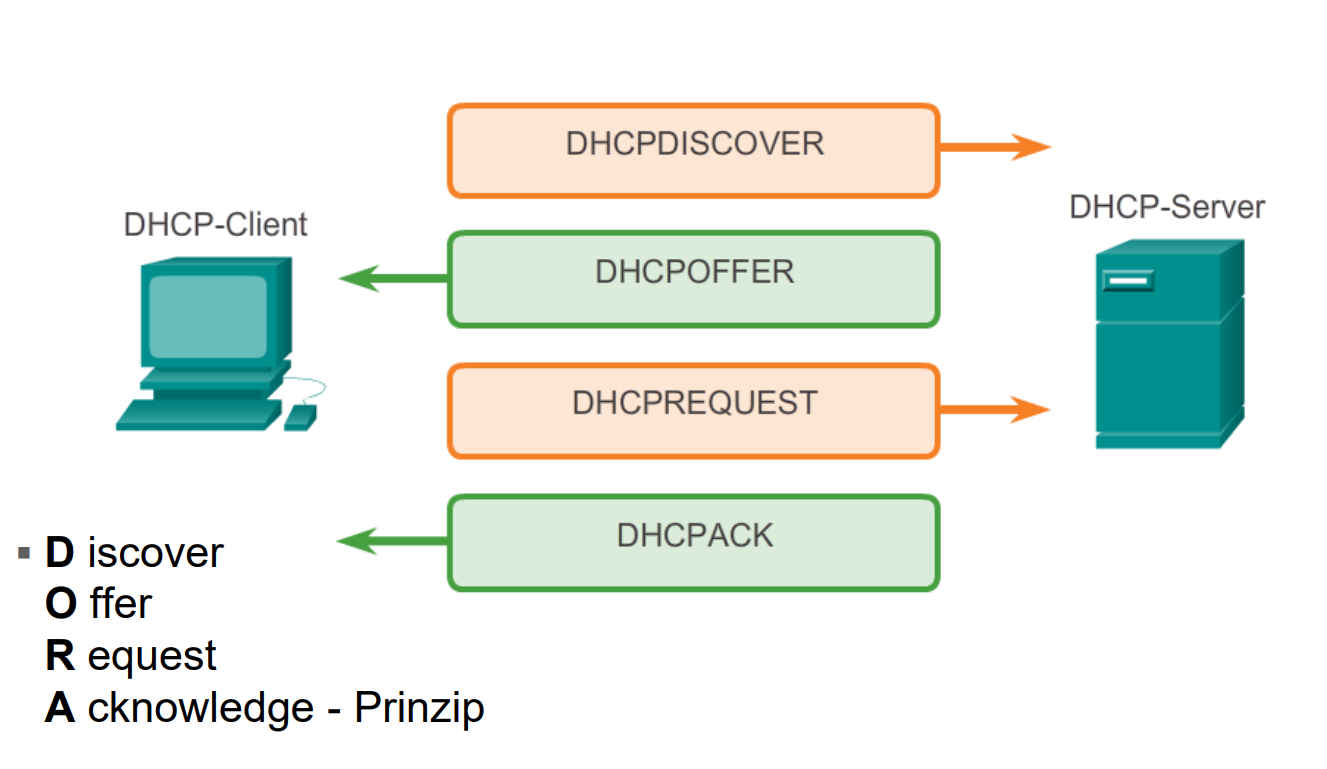 DHCPDISCOVER
DHCP-Client
DHCP-Server
DHCPOFFER
DHCPREQUEST
DHCPACK
▪ D iscover
O ffer
R equest
A cknowledge - Prinzip